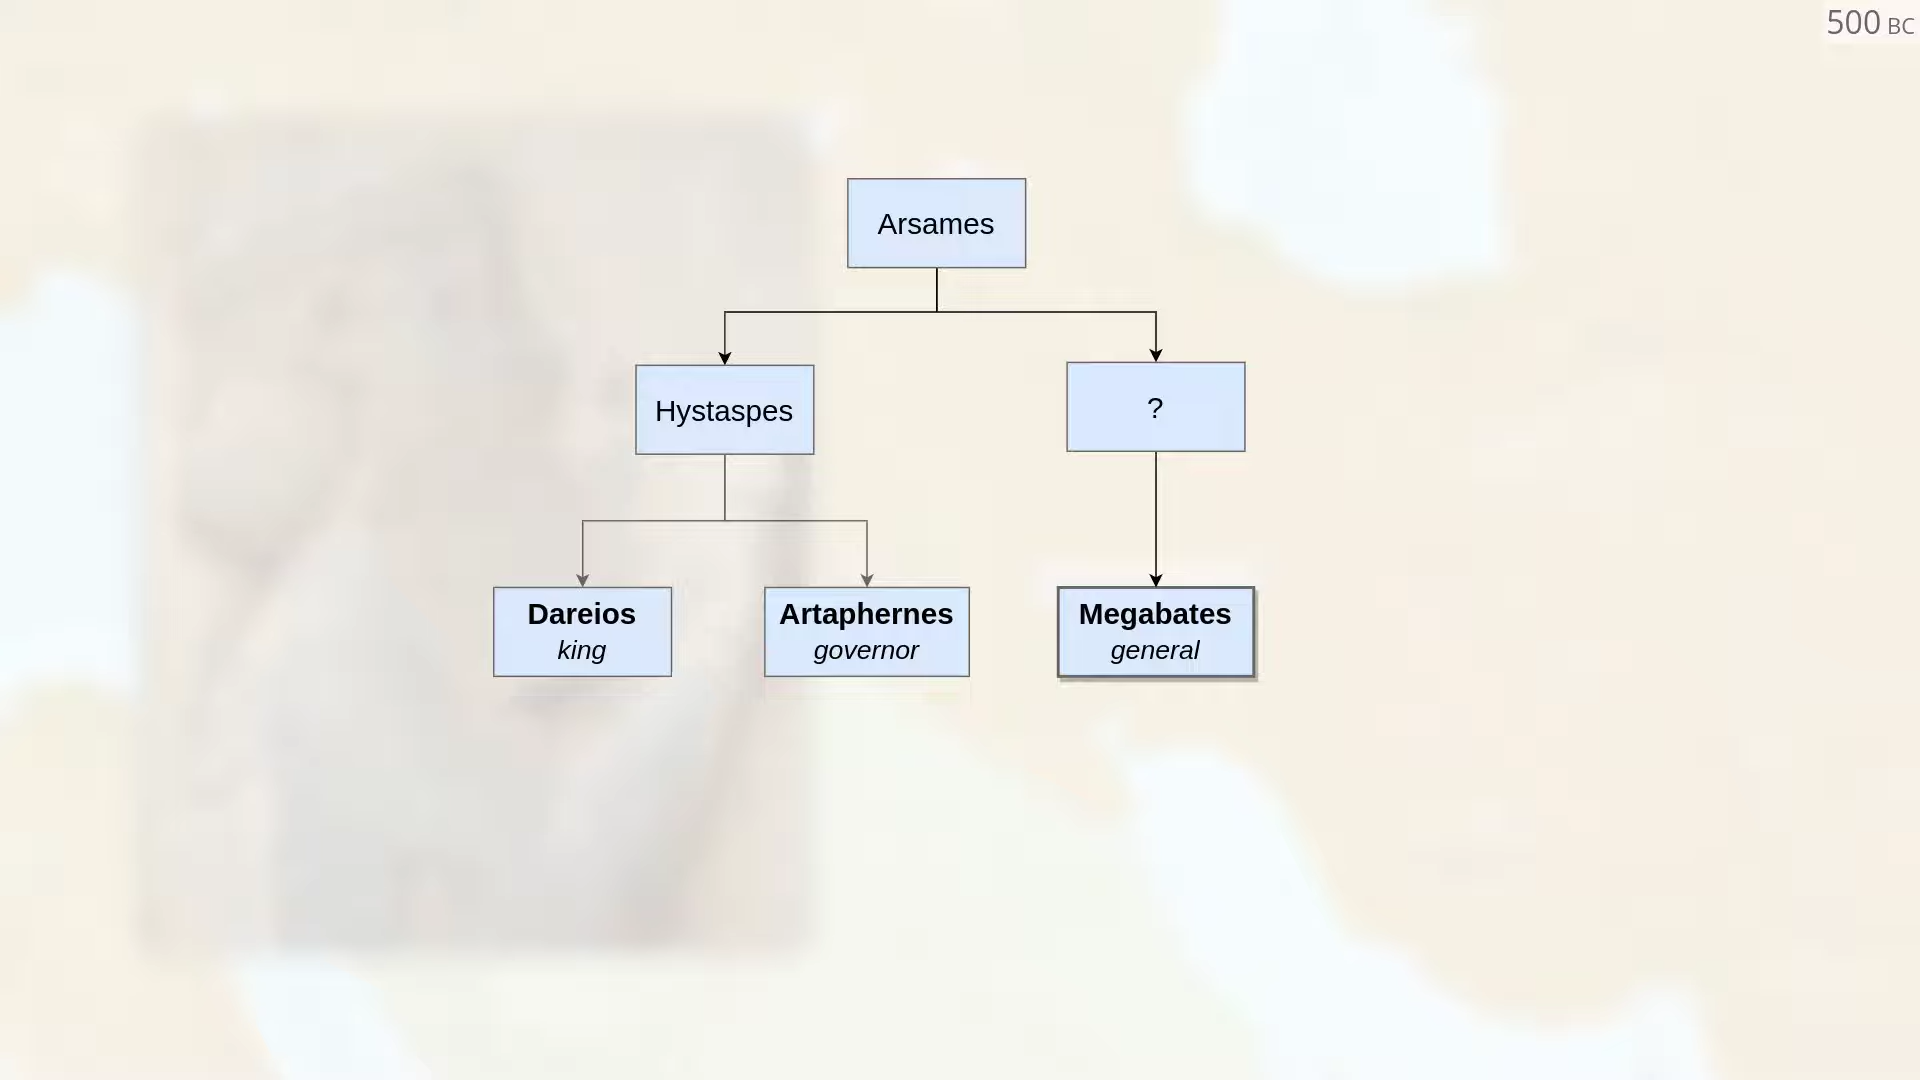 500 BC
Arsames
Hystaspes
?
Dareios
king
Artaphernes
governor
Megabates
general